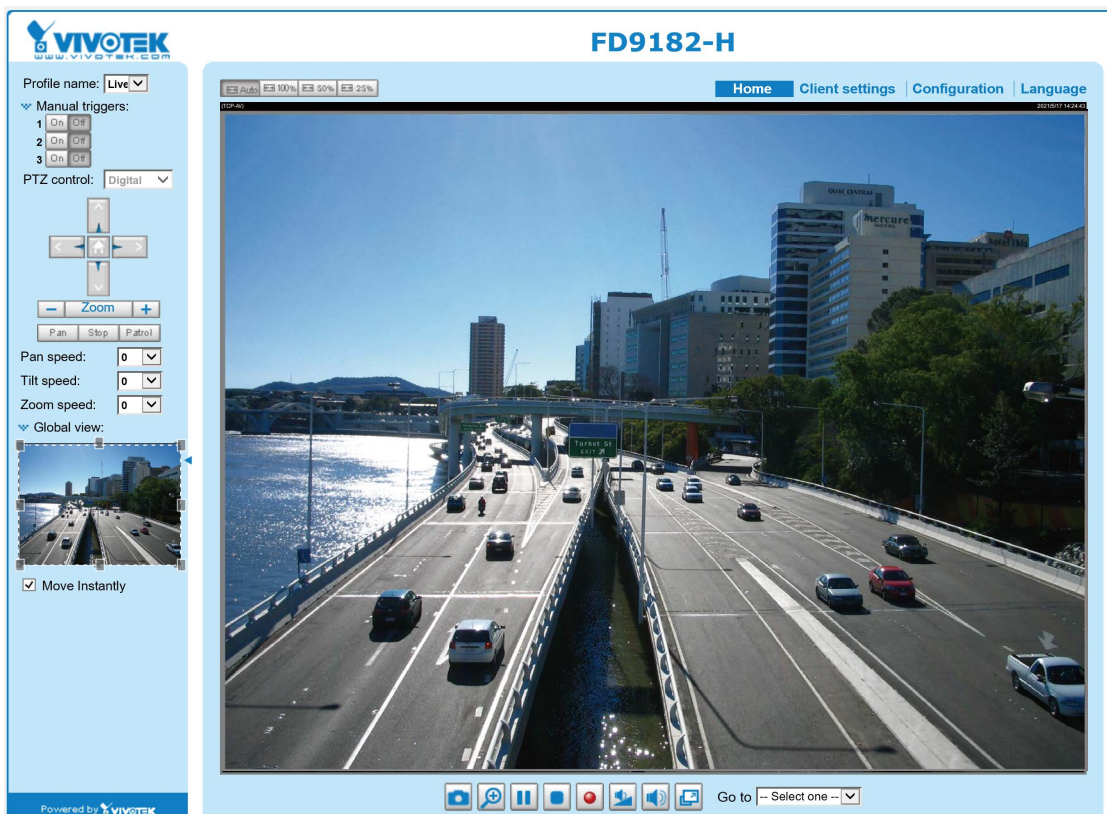 VIVOTEK
www.vivotek.com
FD9182-H
Profile name: Live
Manual triggers:
1 On Off
2 On Off
3 On Off
PTZ control: Digital
Zoom
Pan Stop Patrol
Pan speed: 0
Tilt speed: 0
Zoom speed: 0
Global view:
Move Instantly
Powered by VIVOTEK
Auto 100% 50% 25%
Home Client settings Configuration Language
(TCP-AV) 2021/5/17 14:24:43
QUAY CENTRAL
Mercure
HOTEL
hotel ibis
Turbot St
EXIT
Go to -- Select one --